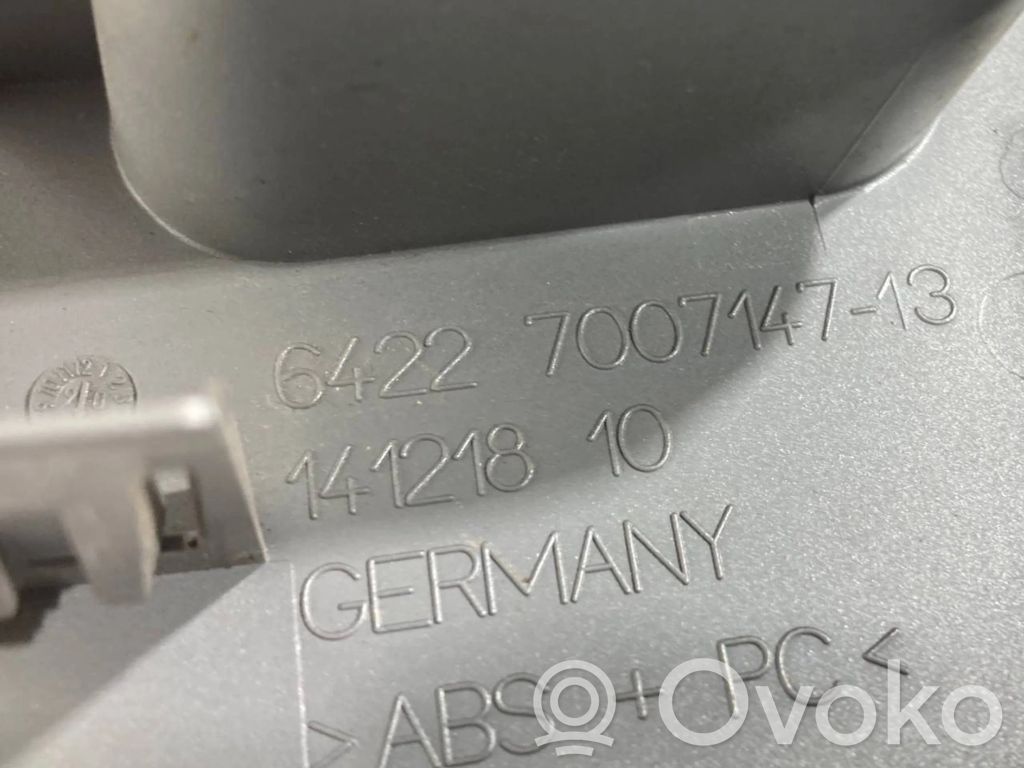 6422 7007147-13
141218 10
GERMANY
>ABS + PC<
Ovoko